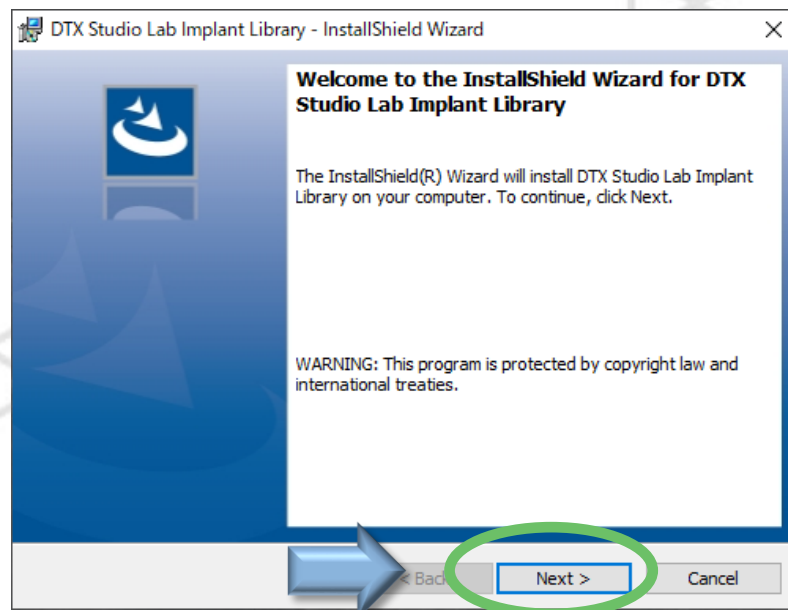 DTX Studio Lab Implant Library - InstallShield Wizard
Welcome to the InstallShield Wizard for DTX
Studio Lab Implant Library
The InstallShield(R) Wizard will install DTX Studio Lab Implant
Library on your computer. To continue, click Next.
WARNING: This program is protected by copyright law and
international treaties.
< Back Next > Cancel